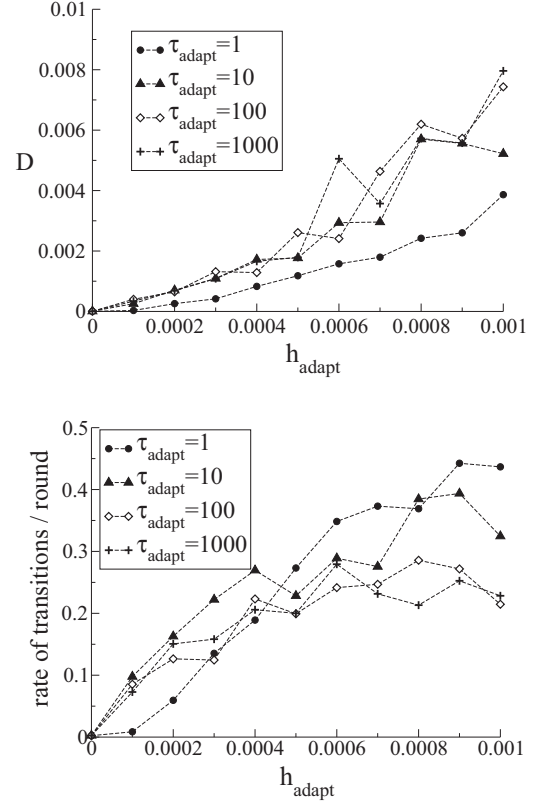 0.01
0.008
0.006
0.004
0.002
0
D
τadapt=1
τadapt=10
τadapt=100
τadapt=1000
0 0.0002 0.0004 0.0006 0.0008 0.001
hadapt
0.5
0.4
0.3
0.2
0.1
0
rate of transitions / round
τadapt=1
τadapt=10
τadapt=100
τadapt=1000
0 0.0002 0.0004 0.0006 0.0008 0.001
hadapt